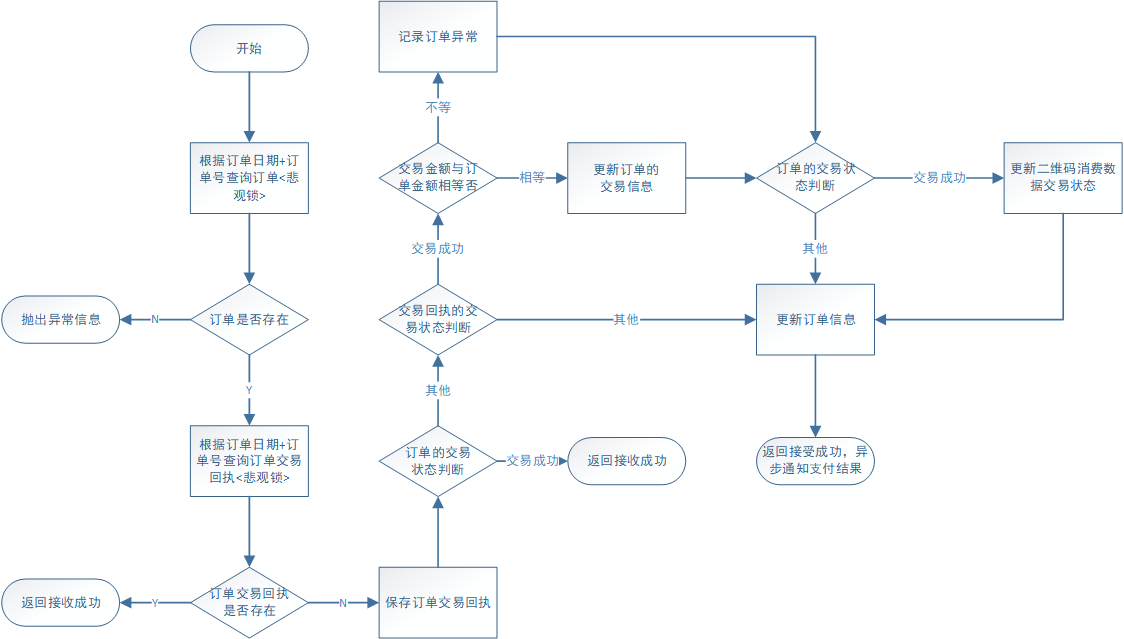 开始
根据订单日期+订
单号查询订单<悲
观锁>
订单是否存在
N
抛出异常信息
Y
根据订单日期+订
单号查询订单交易
回执<悲观锁>
订单交易回执
是否存在
Y
返回接收成功
N
保存订单交易回执
订单的交易
状态判断
交易成功
返回接收成功
其他
交易回执的交
易状态判断
其他
交易成功
交易金额与订
单金额相等否
不等
记录订单异常
相等
更新订单的
交易信息
订单的交易状
态判断
交易成功
更新二维码消费数
据交易状态
其他
更新订单信息
返回接受成功，异
步通知支付结果